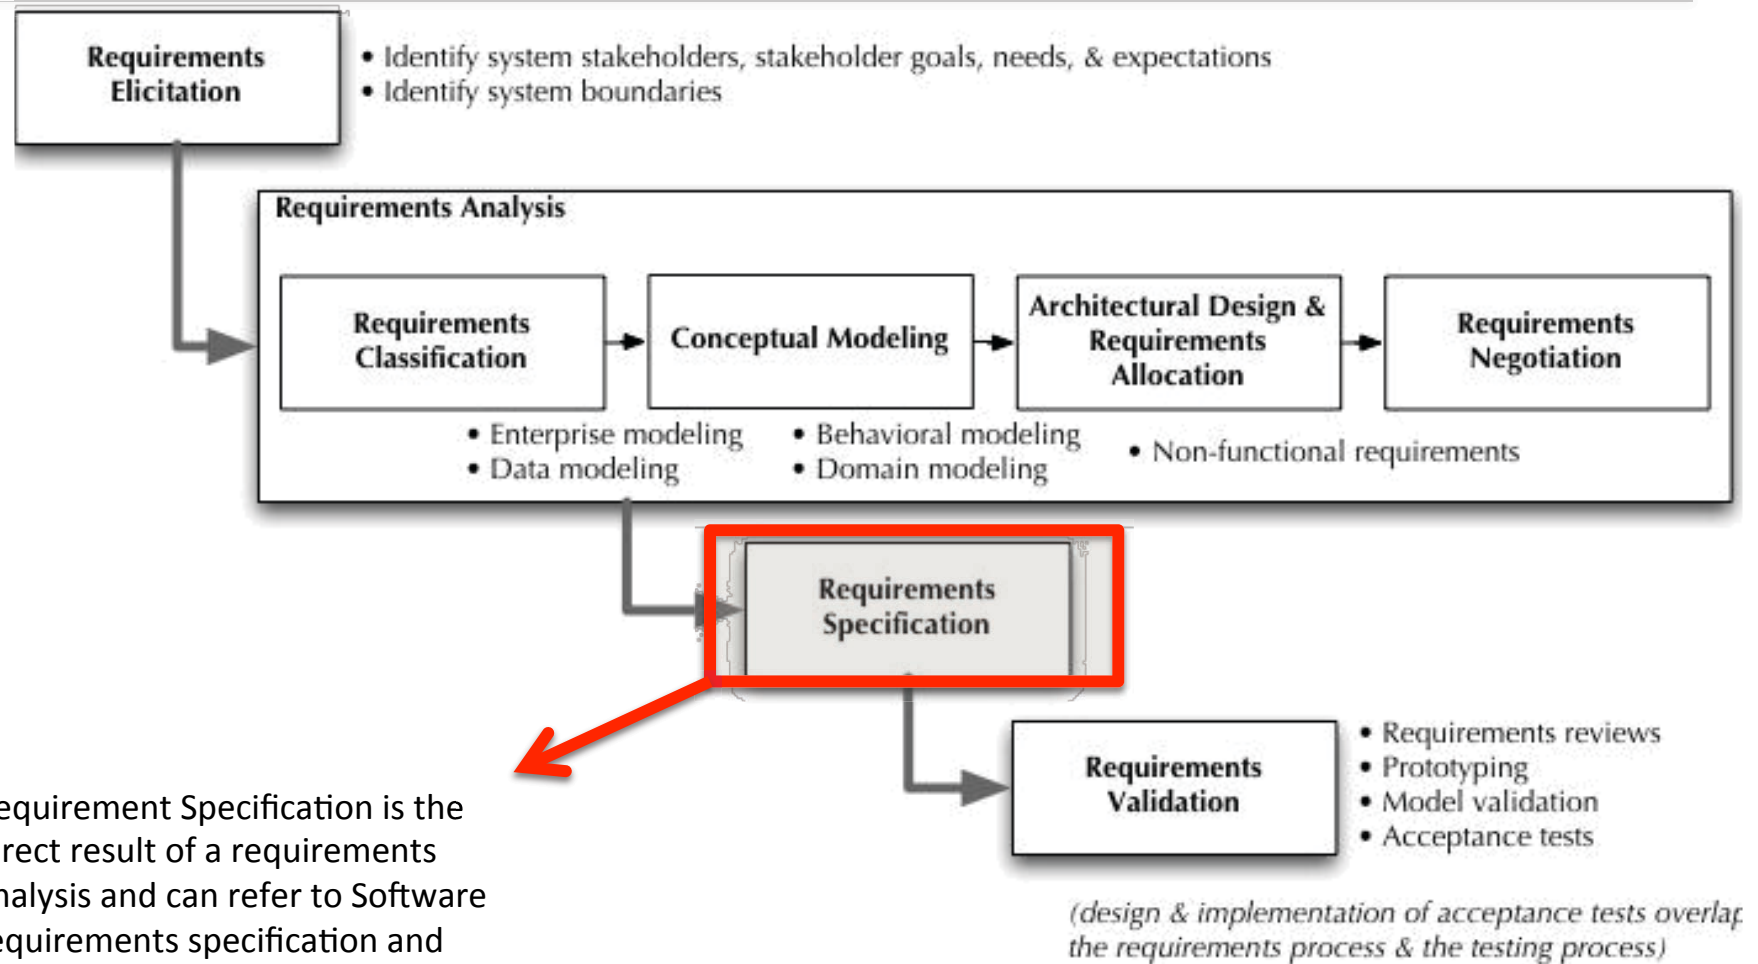 Requirements
Elicitation
• Identify system stakeholders, stakeholder goals, needs, & expectations
• Identify system boundaries
Requirements Analysis
Requirements
Classification
Conceptual Modeling
Architectural Design &
Requirements
Allocation
Requirements
Negotiation
• Enterprise modeling
• Data modeling
• Behavioral modeling
• Domain modeling
• Non-functional requirements
Requirements
Specification
Requirements
Validation
• Requirements reviews
• Prototyping
• Model validation
• Acceptance tests
equirement Specification is the
rect result of a requirements
nalysis and can refer to Software
equirements specification and
(design & implementation of acceptance tests overlap
the requirements process & the testing process)